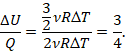 ΔU/Q = (3/2 νRΔT)/(2νRΔT) = 3/4.